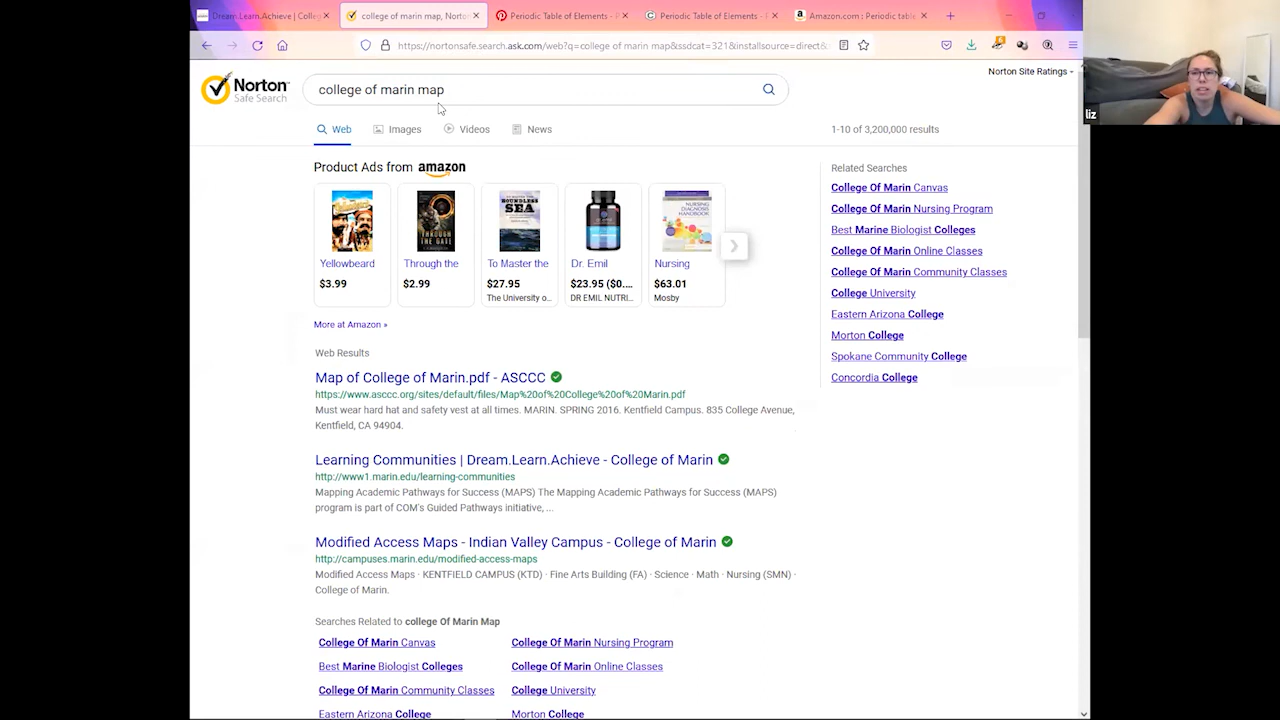 Dream.Learn.Achieve | Colleg
college of marin map, Norton
Periodic Table of Elements -
Periodic Table of Elements - F
Amazon.com : Periodic table
https://nortonsafe.search.ask.com/web?q=college of marin map&ssdcat=321&installsource=direct&
6
Norton
Safe Search
college of marin map
Norton Site Ratings
liz
Web
Images
Videos
News
1-10 of 3,200,000 results
Product Ads from amazon
Yellowbeard
$3.99
Through the
$2.99
To Master the
$27.95
The University o...
Dr. Emil
$23.95 ($0....
DR EMIL NUTRI...
Nursing
$63.01
Mosby
More at Amazon »
Related Searches
College Of Marin Canvas
College Of Marin Nursing Program
Best Marine Biologist Colleges
College Of Marin Online Classes
College Of Marin Community Classes
College University
Eastern Arizona College
Morton College
Spokane Community College
Concordia College
Web Results
Map of College of Marin.pdf - ASCCC
https://www.asccc.org/sites/default/files/Map%20of%20College%20of%20Marin.pdf
Must wear hard hat and safety vest at all times. MARIN. SPRING 2016. Kentfield Campus. 835 College Avenue,
Kentfield, CA 94904.
Learning Communities | Dream.Learn.Achieve - College of Marin
http://www1.marin.edu/learning-communities
Mapping Academic Pathways for Success (MAPS) The Mapping Academic Pathways for Success (MAPS)
program is part of COM's Guided Pathways initiative, ...
Modified Access Maps - Indian Valley Campus - College of Marin
http://campuses.marin.edu/modified-access-maps
Modified Access Maps · KENTFIELD CAMPUS (KTD) · Fine Arts Building (FA) · Science · Math · Nursing (SMN) ·
College of Marin.
Searches Related to college Of Marin Map
College Of Marin Canvas
College Of Marin Nursing Program
Best Marine Biologist Colleges
College Of Marin Online Classes
College Of Marin Community Classes
College University
Eastern Arizona College
Morton College